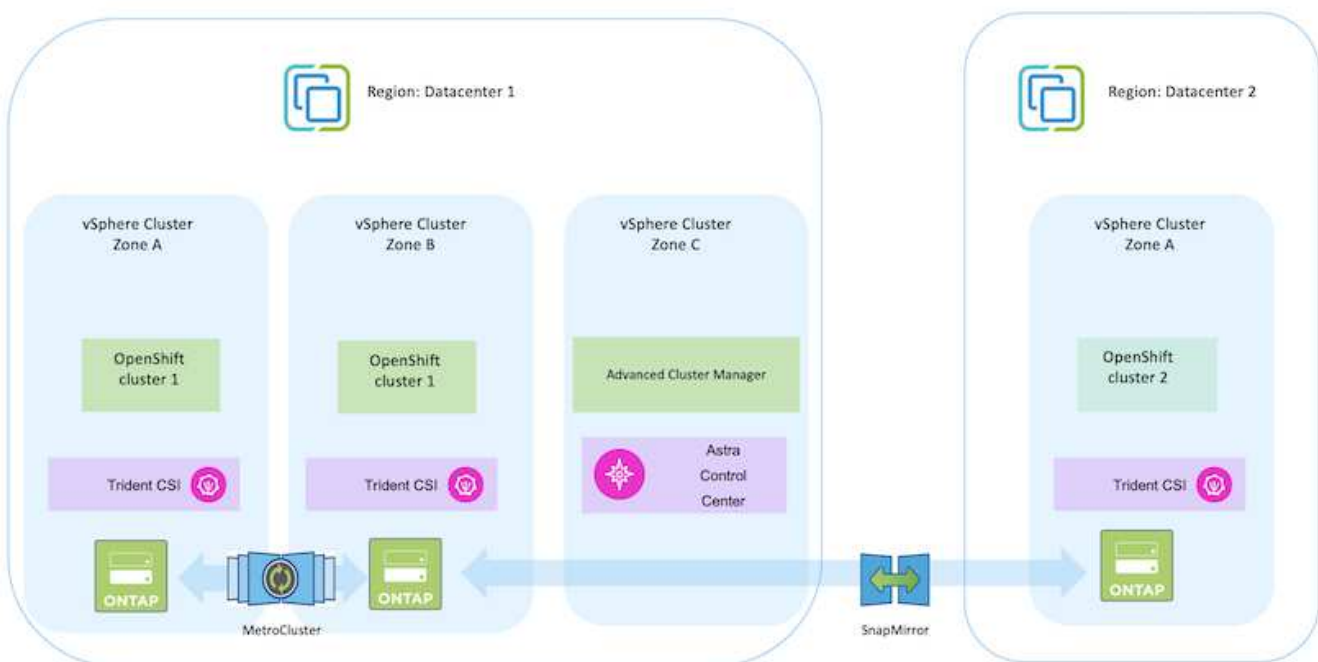 Region: Datacenter 1
Region: Datacenter 2
vSphere Cluster
Zone A
vSphere Cluster
Zone B
vSphere Cluster
Zone C
vSphere Cluster
Zone A
OpenShift
cluster 1
OpenShift
cluster 1
Advanced Cluster Manager
OpenShift
cluster 2
Trident CSI
Trident CSI
Astra
Control
Center
Trident CSI
ONTAP
ONTAP
ONTAP
MetroCluster
SnapMirror